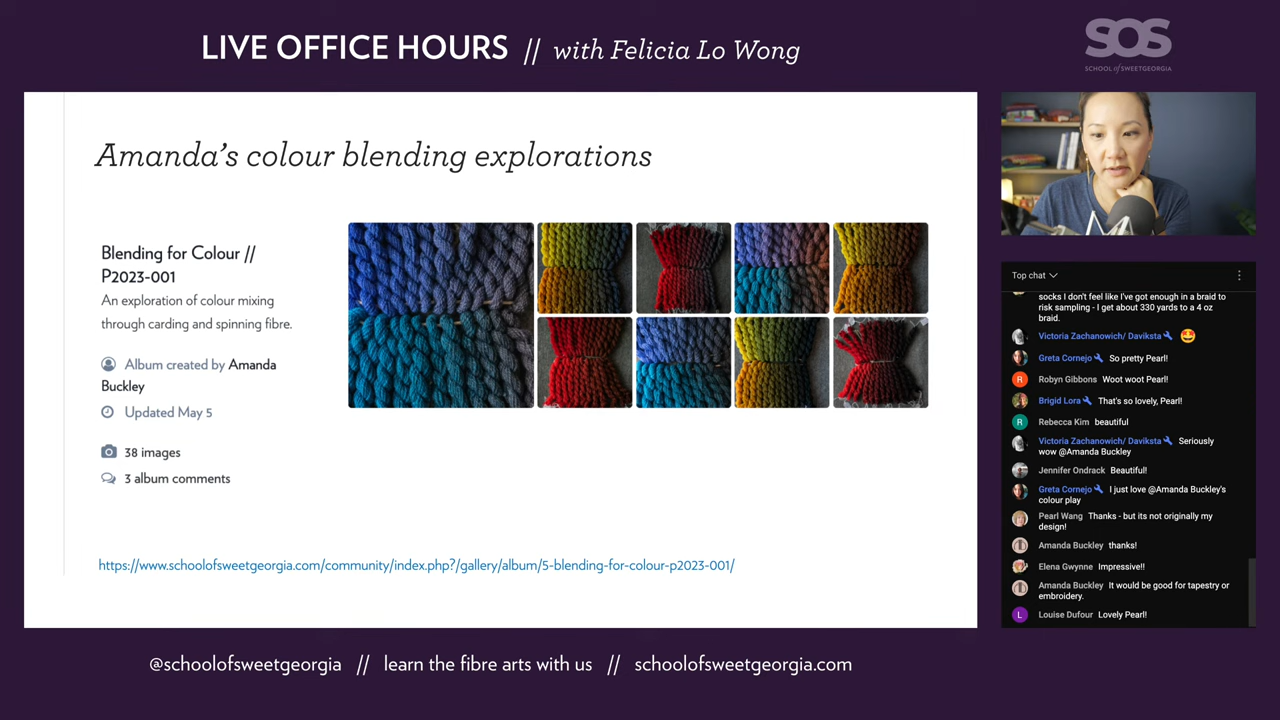 LIVE OFFICE HOURS // with Felicia Lo Wong
SOS
SCHOOL of SWEETGEORGIA
Amanda's colour blending explorations
Blending for Colour //
P2023-001
An exploration of colour mixing
through carding and spinning fibre.
Album created by Amanda
Buckley
Updated May 5
38 images
3 album comments
https://www.schoolofsweetgeorgia.com/community/index.php?/gallery/album/5-blending-for-colour-p2023-001/
Top chat
socks I don't feel like I've got enough in a braid to
risk sampling - I get about 330 yards to a 4 oz
braid.
Victoria Zachanowich/ Daviksta
Greta Cornejo So pretty Pearl!
R Robyn Gibbons Woot woot Pearl!
Brigid Lora That's so lovely, Pearl!
R Rebecca Kim beautiful
Victoria Zachanowich/ Daviksta Seriously
wow @Amanda Buckley
Jennifer Ondrack Beautiful!
Greta Cornejo I just love @Amanda Buckley's
colour play
Pearl Wang Thanks - but its not originally my
design!
Amanda Buckley thanks!
Elena Gwynne Impressive!!
Amanda Buckley It would be good for tapestry or
embroidery.
L Louise Dufour Lovely Pearl!
@schoolofsweetgeorgia // learn the fibre arts with us // schoolofsweetgeorgia.com